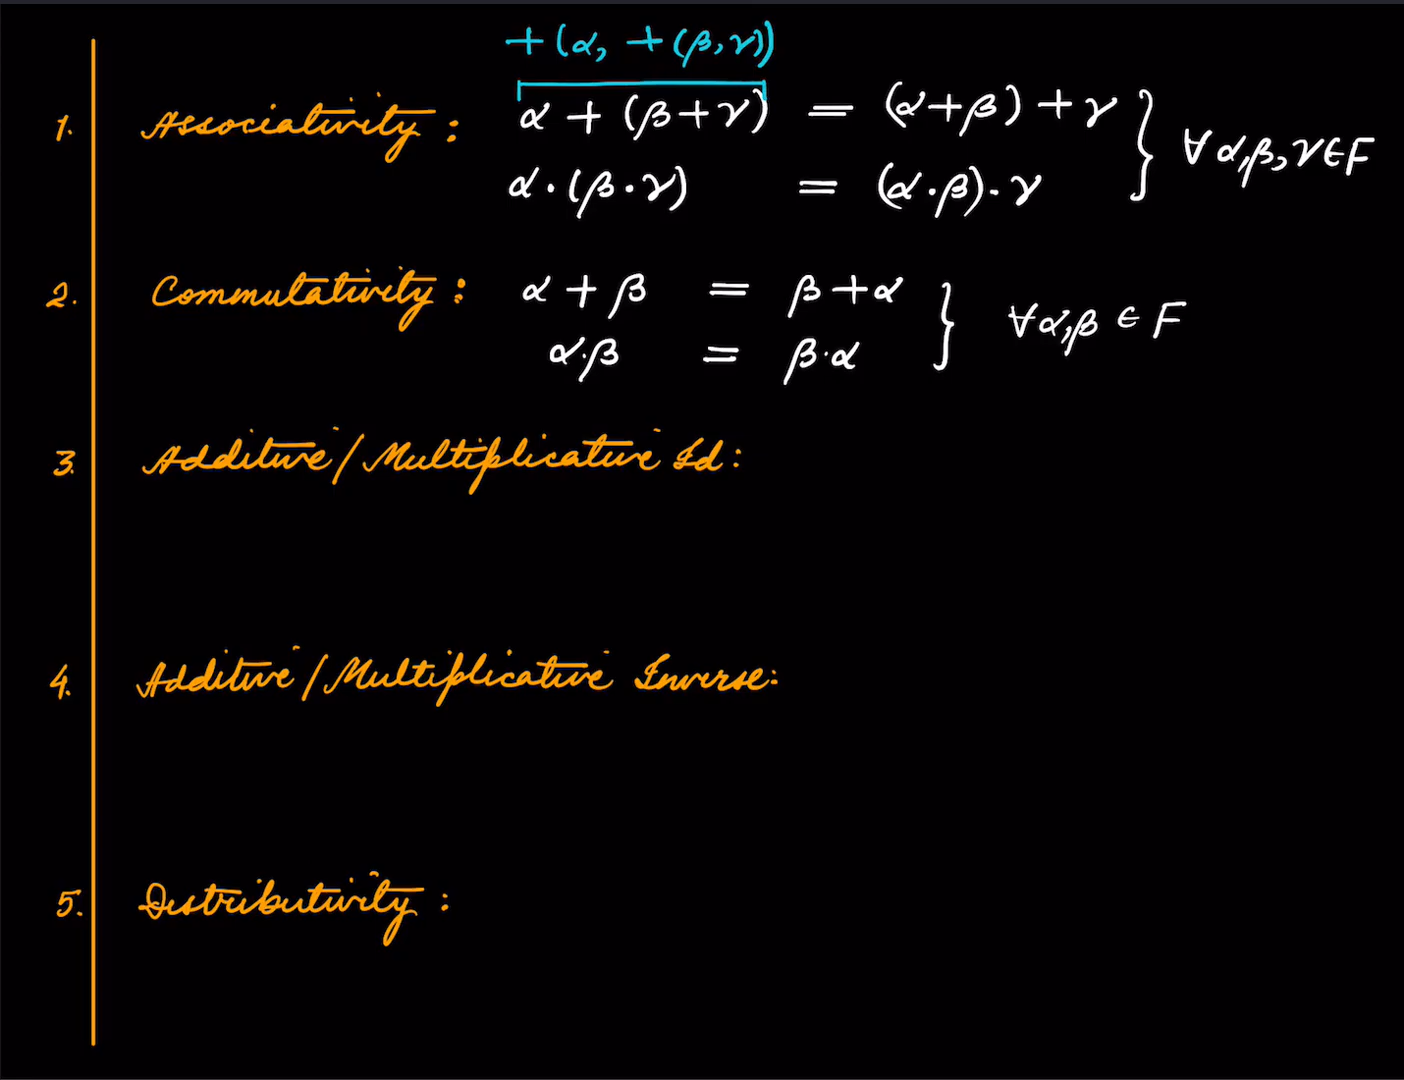 +(α, +(β,γ))
1. Associativity : α + (β+γ) = (α+β) + γ } ∀ α,β,γ∈F
α·(β·γ) = (α·β)·γ
2. Commutativity : α + β = β+α } ∀α,β ∈ F
α·β = β·α
3. Additive/Multiplicative Id:
4. Additive/Multiplicative Inverse:
5. Distributivity :